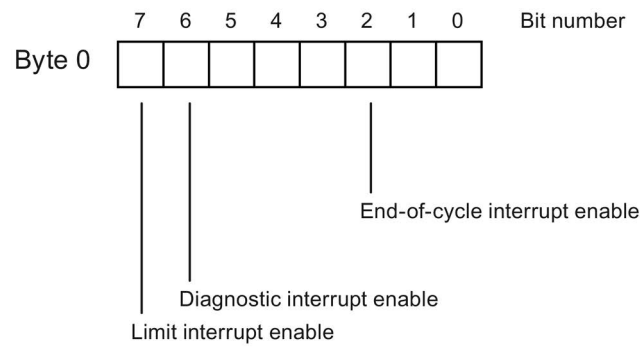 7 6 5 4 3 2 1 0 Bit number
Byte 0
End-of-cycle interrupt enable
Diagnostic interrupt enable
Limit interrupt enable